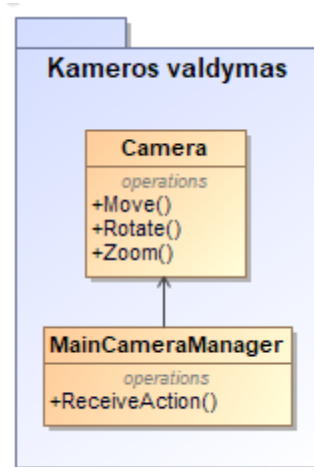 Kameros valdymas
Camera
operations
+Move()
+Rotate()
+Zoom()
MainCameraManager
operations
+ReceiveAction()